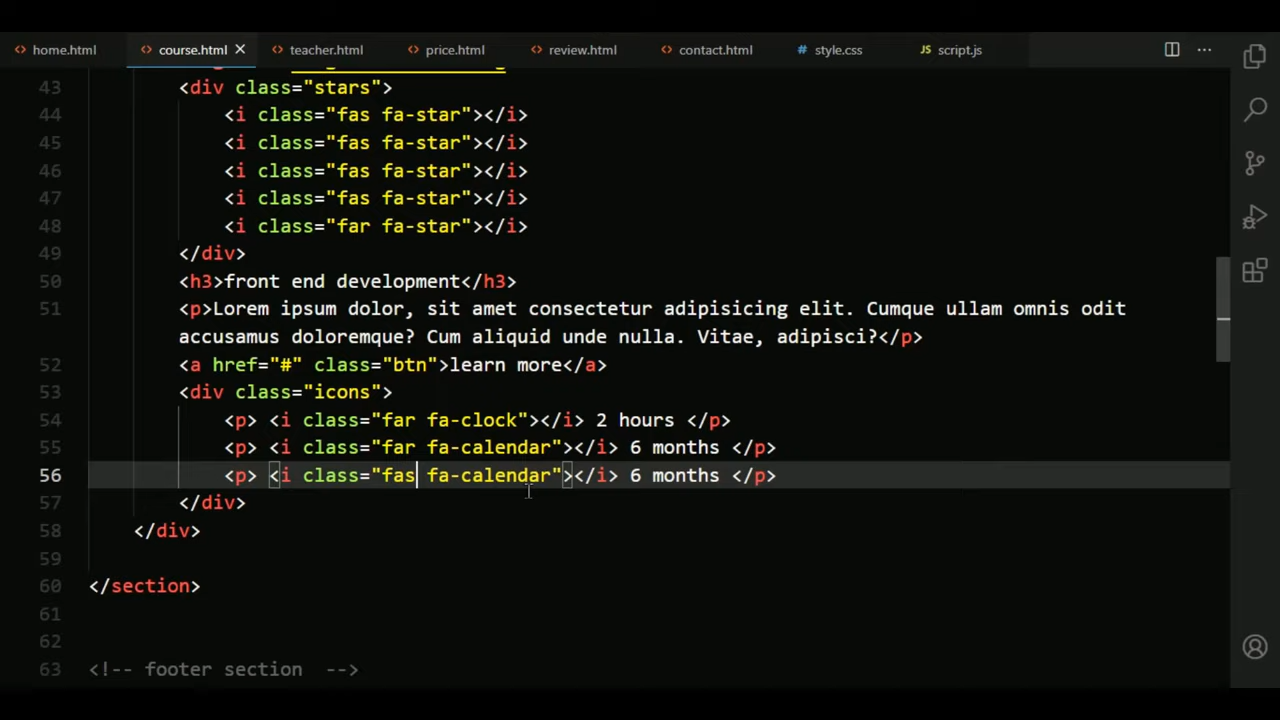 home.html course.html teacher.html price.html review.html contact.html # style.css JS script.js
43 <div class="stars">
44 <i class="fas fa-star"></i>
45 <i class="fas fa-star"></i>
46 <i class="fas fa-star"></i>
47 <i class="fas fa-star"></i>
48 <i class="far fa-star"></i>
49 </div>
50 <h3>front end development</h3>
51 <p>Lorem ipsum dolor, sit amet consectetur adipisicing elit. Cumque ullam omnis odit
accusamus doloremque? Cum aliquid unde nulla. Vitae, adipisci?</p>
52 <a href="#" class="btn">learn more</a>
53 <div class="icons">
54 <p> <i class="far fa-clock"></i> 2 hours </p>
55 <p> <i class="far fa-calendar"></i> 6 months </p>
56 <p> <i class="fas fa-calendar"></i> 6 months </p>
57 </div>
58 </div>
59
60 </section>
61
62
63 <!-- footer section -->